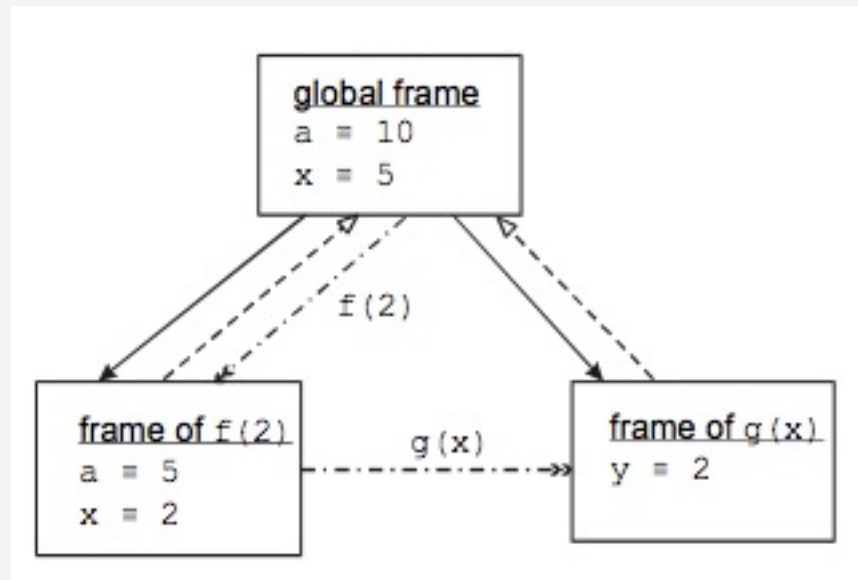 global frame
a = 10
x = 5
f(2)
frame of f(2)
a = 5
x = 2
g(x)
frame of g(x)
y = 2